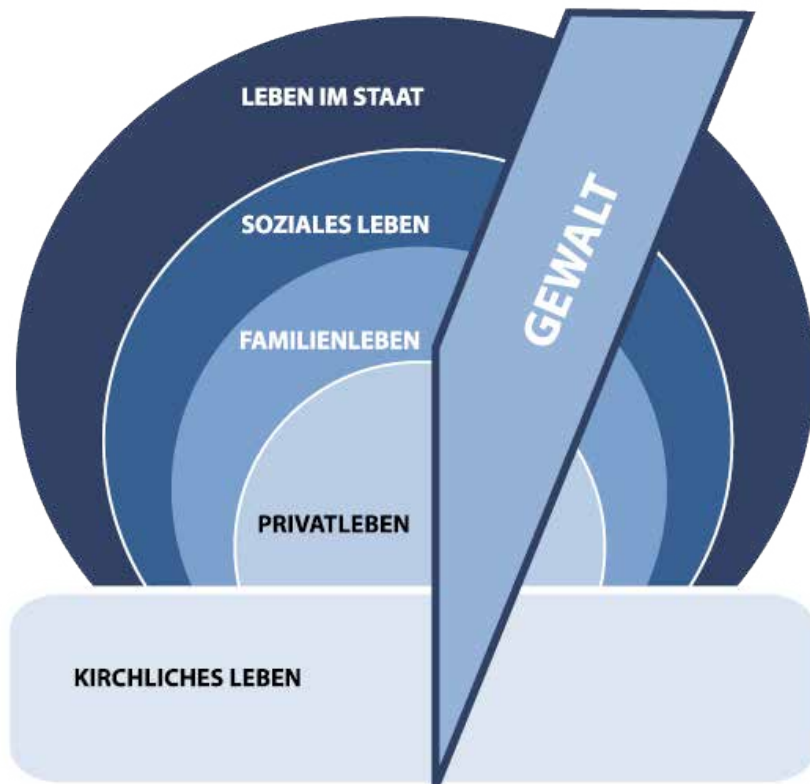 LEBEN IM STAAT
SOZIALES LEBEN
GEWALT
FAMILIENLEBEN
PRIVATLEBEN
KIRCHLICHES LEBEN